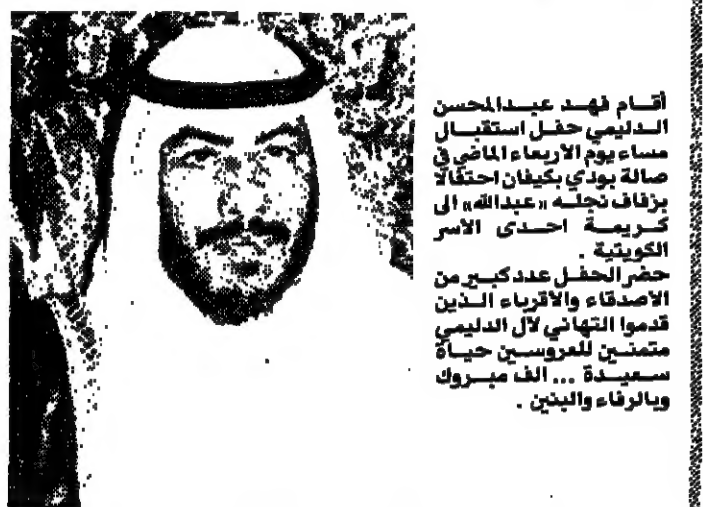 أقام فهد عبدالمحسن
الدليمي حفل استقبال
مساء يوم الاربعاء الماضي في
صالة بودي بكيفان احتفالا
بزفاف نجله «عبدالله» الى
كريمة احدى الأسر
الكويتية .
حضر الحفل عدد كبير من
الاصدقاء والاقرباء الذين
قدموا التهاني لآل الدليمي
متمنين للعروسين حياة
سعيدة ... الف مبروك
وبالرفاء والبنين .